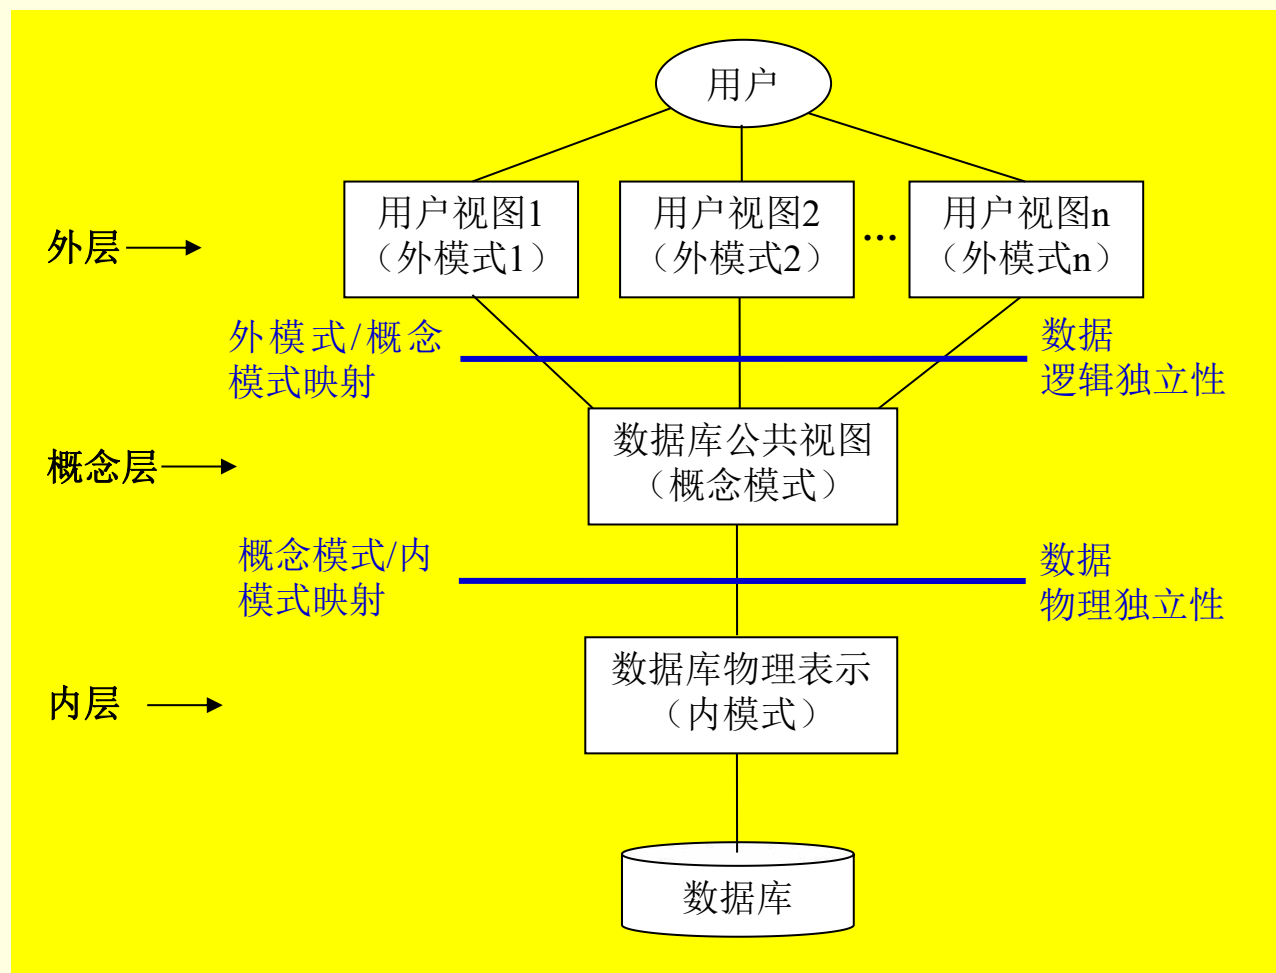 用户
用户视图1
（外模式1）
用户视图2
（外模式2）
…
用户视图n
（外模式n）
外层
外模式/概念
模式映射
数据
逻辑独立性
数据库公共视图
（概念模式）
概念层
概念模式/内
模式映射
数据
物理独立性
数据库物理表示
（内模式）
内层
数据库